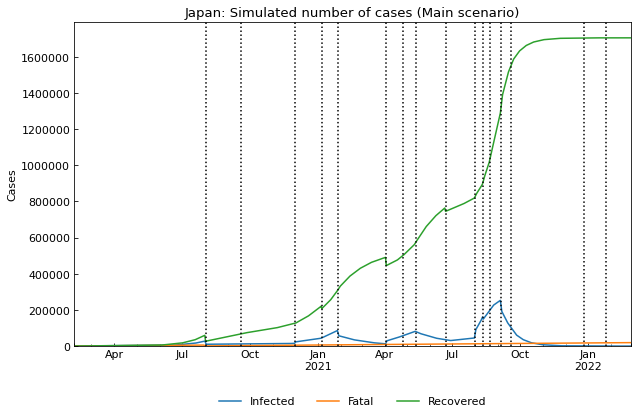 Japan: Simulated number of cases (Main scenario)
1600000
1400000
1200000
1000000
800000
600000
400000
200000
0
Cases
Apr Jul Oct Jan Apr Jul Oct Jan
2021 2022
Infected Fatal Recovered